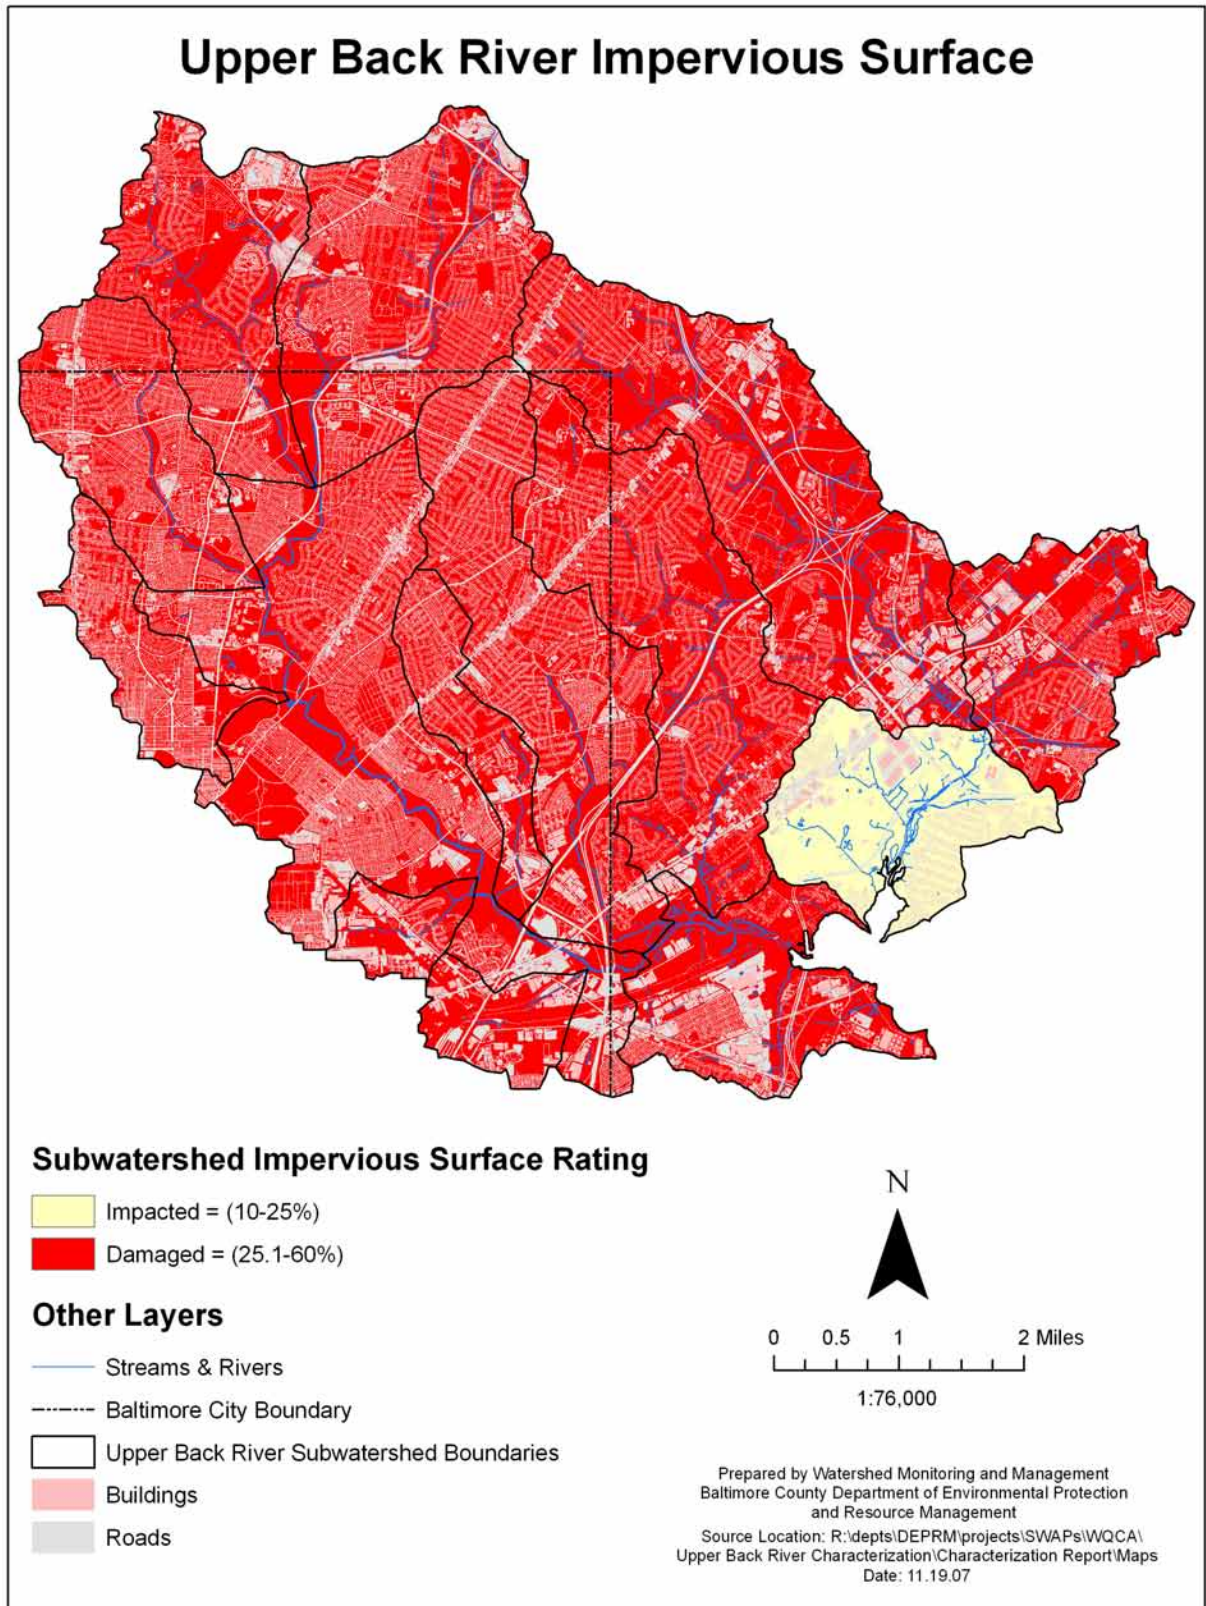 Upper Back River Impervious Surface
Subwatershed Impervious Surface Rating
Impacted = (10-25%)
Damaged = (25.1-60%)
Other Layers
Streams & Rivers
Baltimore City Boundary
Upper Back River Subwatershed Boundaries
Buildings
Roads
N
0 0.5 1 2 Miles
1:76,000
Prepared by Watershed Monitoring and Management
Baltimore County Department of Environmental Protection
and Resource Management
Source Location: R:\depts\DEPRM\projects\SWAPs\WQCA\
Upper Back River Characterization\Characterization Report\Maps
Date: 11.19.07